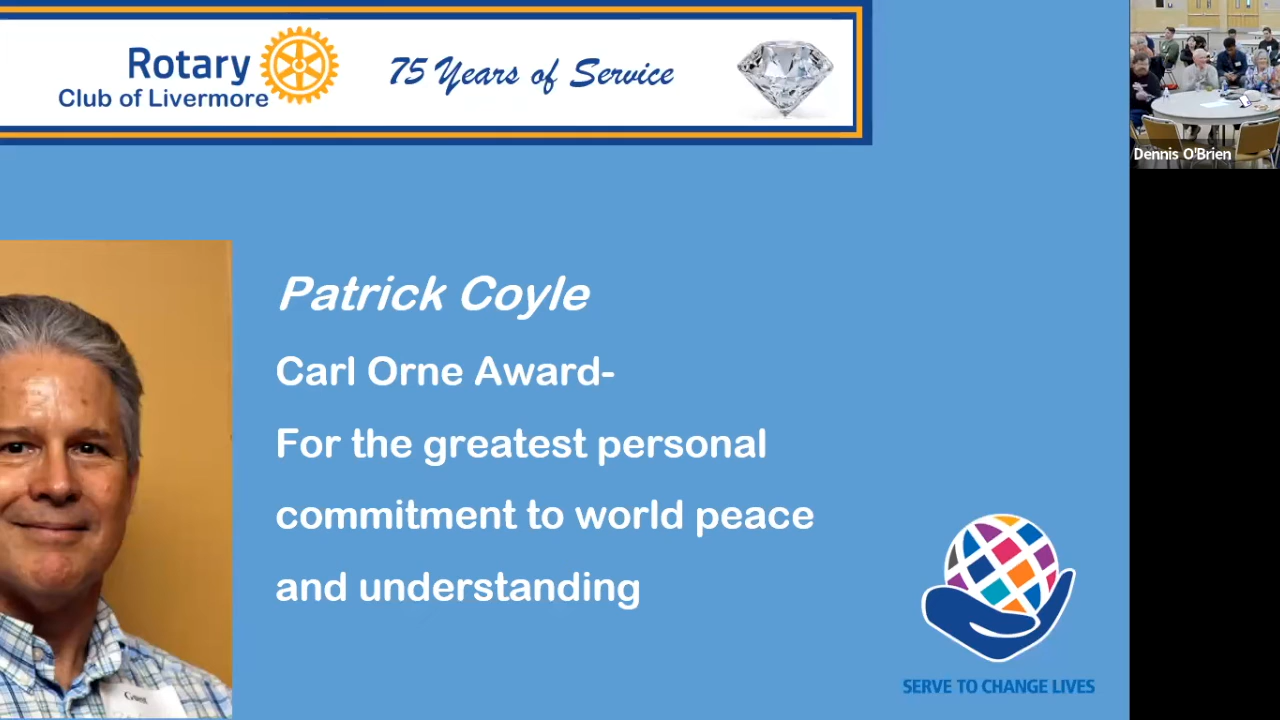 Rotary
Club of Livermore
75 Years of Service
Dennis O'Brien
Patrick Coyle
Carl Orne Award-
For the greatest personal
commitment to world peace
and understanding
Guest
SERVE TO CHANGE LIVES